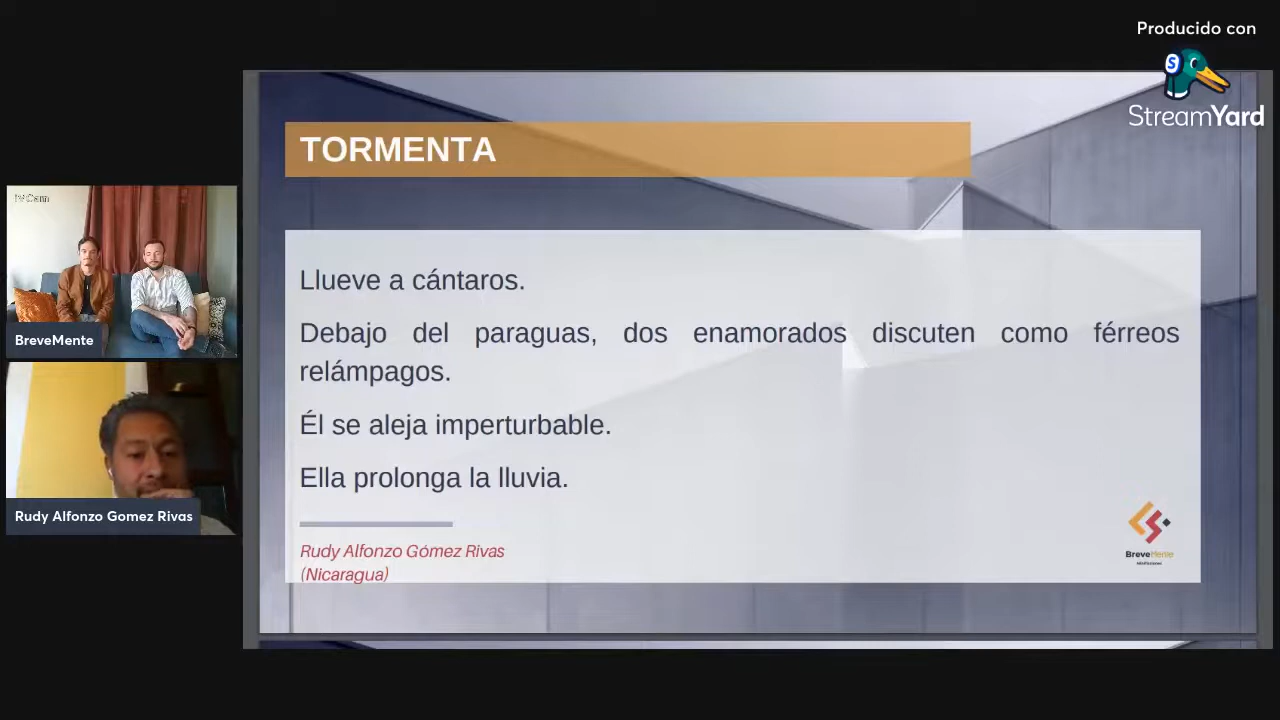 Producido con
StreamYard
TORMENTA
iVCam
Llueve a cántaros.
Debajo del paraguas, dos enamorados discuten como férreos
relámpagos.
Él se aleja imperturbable.
Ella prolonga la lluvia.
BreveMente
Rudy Alfonzo Gomez Rivas
Rudy Alfonzo Gómez Rivas
(Nicaragua)
BreveMente